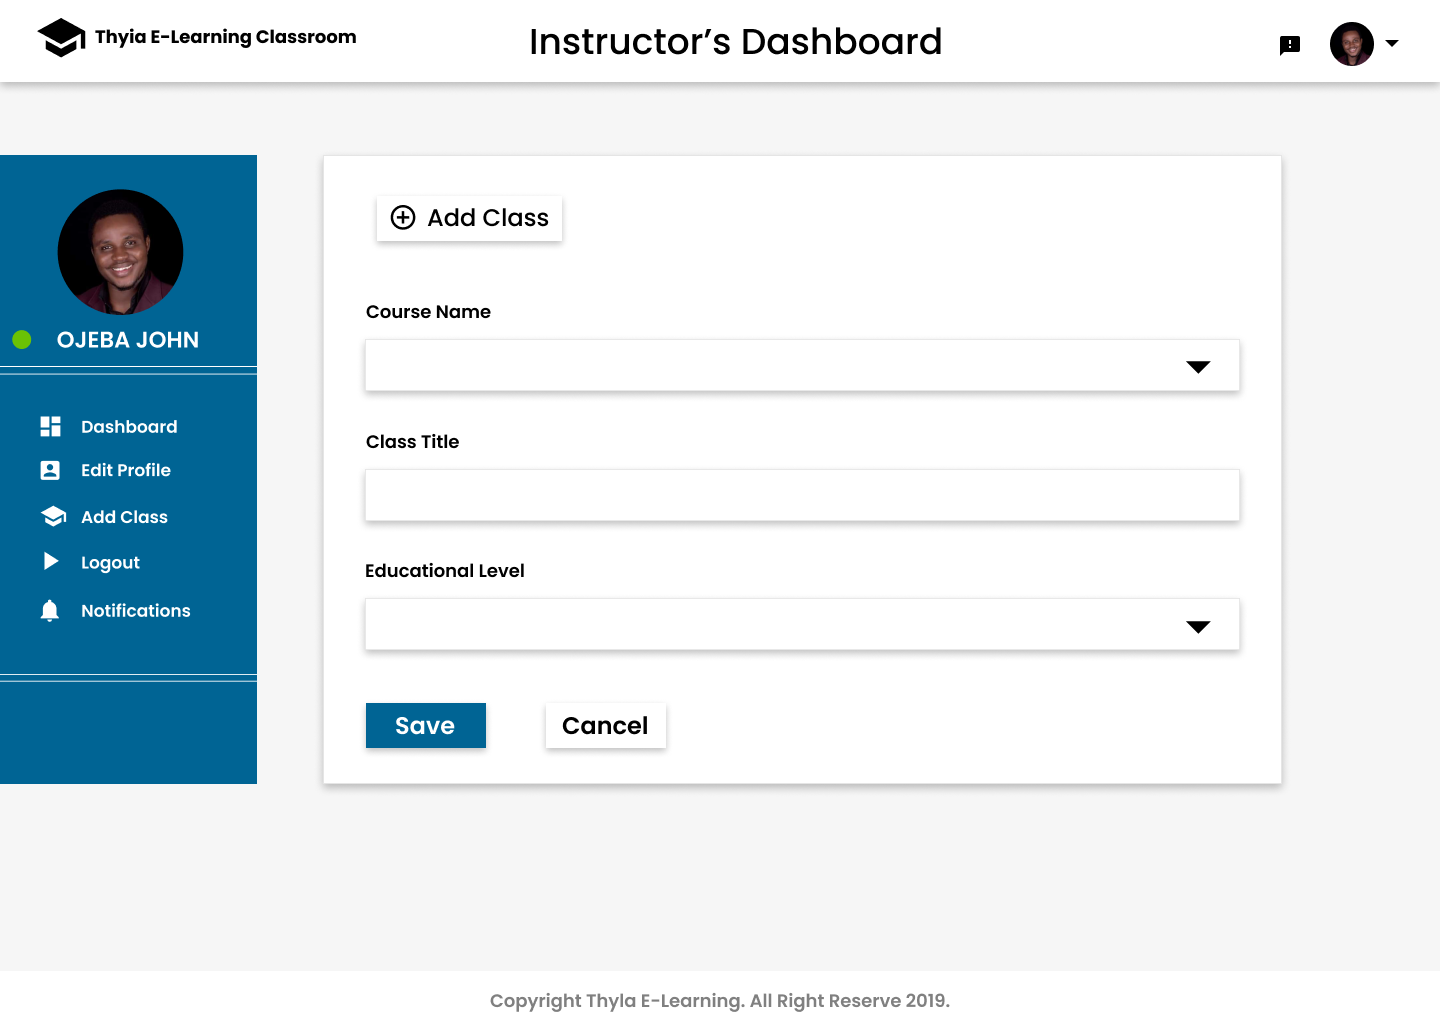 Thyia E-Learning Classroom
Instructor’s Dashboard
OJEBA JOHN
Dashboard
Edit Profile
Add Class
Logout
Notifications
Add Class
Course Name
Class Title
Educational Level
Save
Cancel
Copyright Thyla E-Learning. All Right Reserve 2019.